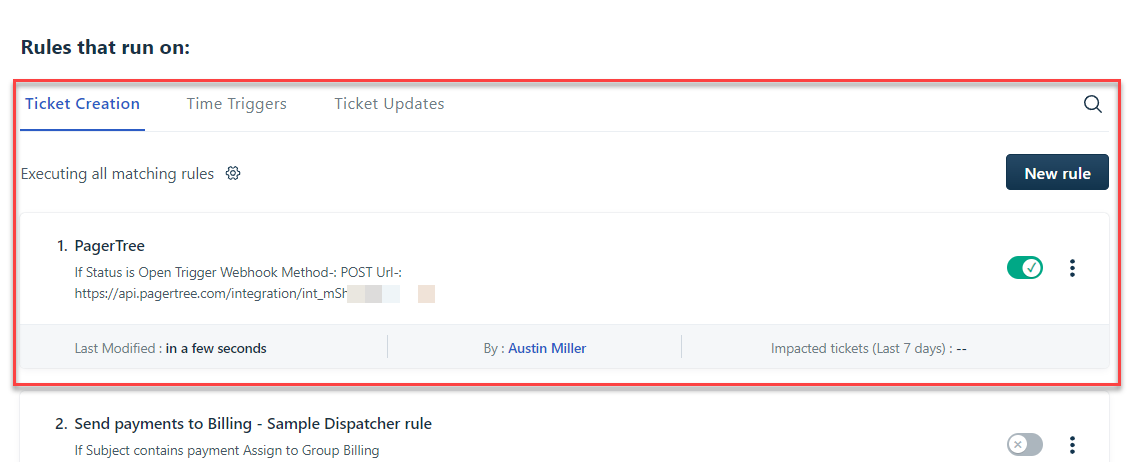 Rules that run on:
Ticket Creation Time Triggers Ticket Updates
Executing all matching rules
New rule
1. PagerTree
If Status is Open Trigger Webhook Method-: POST Url-:
https://api.pagertree.com/integration/int_mSh
Last Modified : in a few seconds By : Austin Miller Impacted tickets (Last 7 days) : --
2. Send payments to Billing - Sample Dispatcher rule
If Subject contains payment Assign to Group Billing